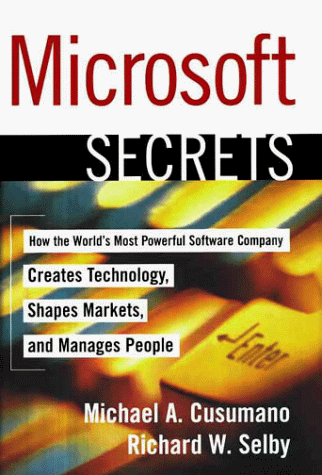 Microsoft
SECRETS
How the World's Most Powerful Software Company
Creates Technology,
Shapes Markets,
and Manages People
Enter
Michael A. Cusumano
Richard W. Selby